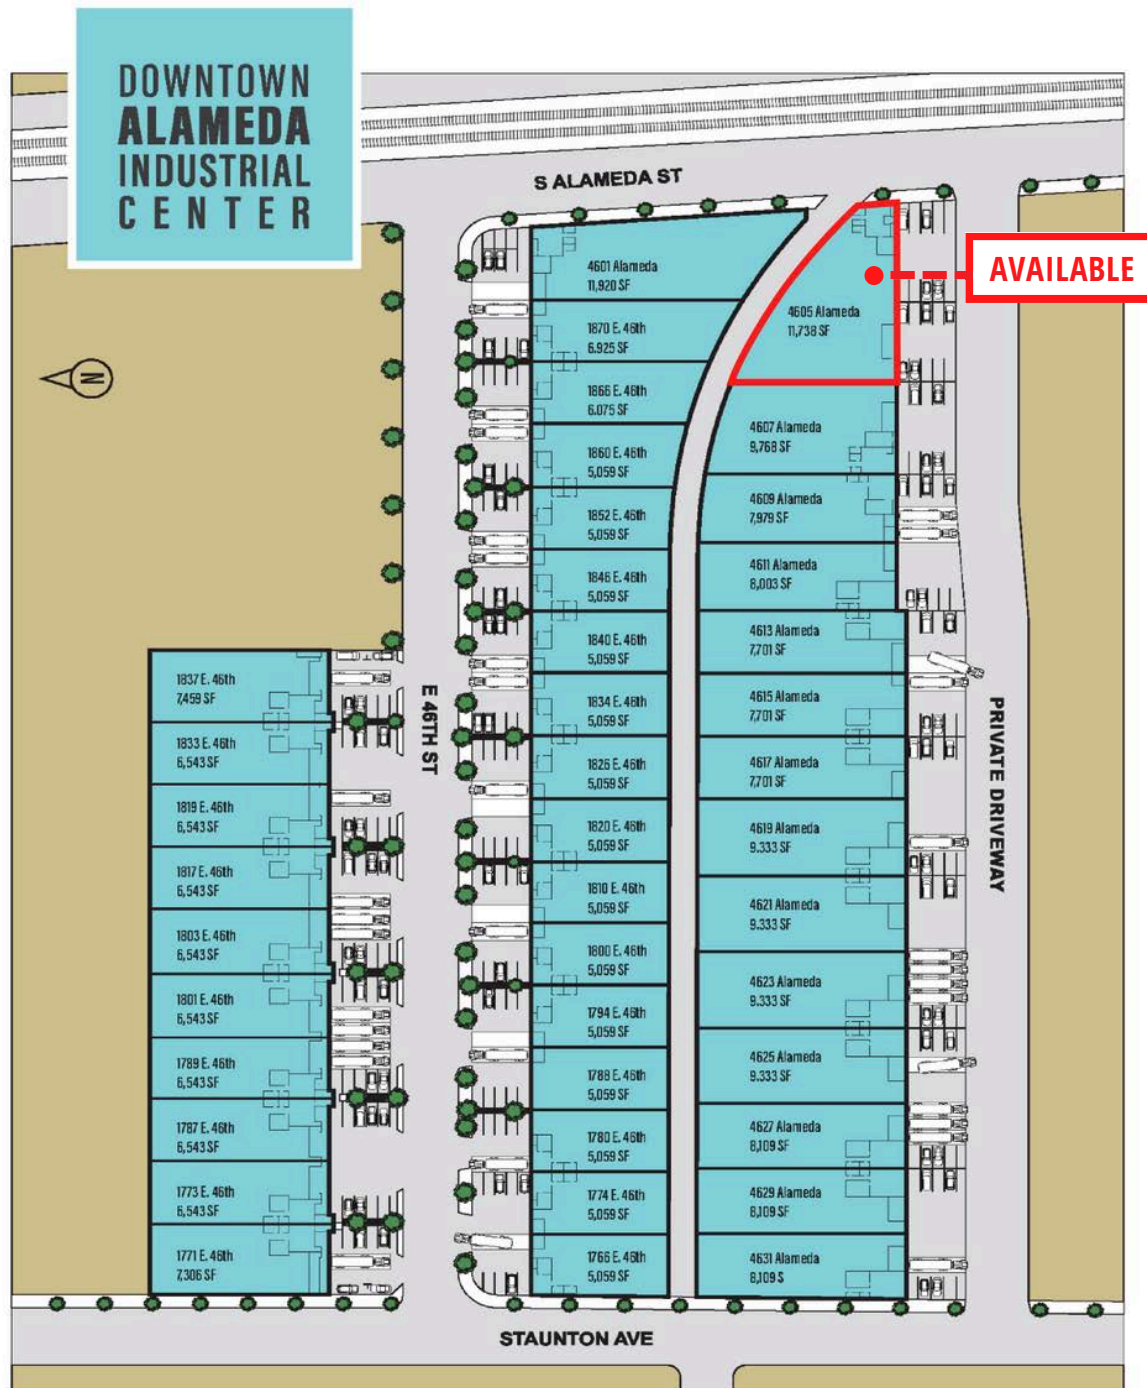 DOWNTOWN
ALAMEDA
INDUSTRIAL
CENTER
S ALAMEDA ST
AVAILABLE
N
4601 Alameda
11,920 SF
1870 E. 46th
6.925 SF
1866 E. 46th
6.075 SF
1860 E. 46th
5,059 SF
1852 E. 46th
5,059 SF
1846 E. 46th
5,059 SF
1840 E. 46th
5,059 SF
1834 E. 46th
5,059 SF
1826 E. 46th
5,059 SF
1820 E. 46th
5,059 SF
1810 E. 46th
5,059 SF
1800 E. 46th
5,059 SF
1794 E. 46th
5,059 SF
1788 E. 46th
5,059 SF
1780 E. 46th
5,059 SF
1774 E. 46th
5,059 SF
1766 E. 46th
5,059 SF
4605 Alameda
11,738 SF
4607 Alameda
9,768 SF
4609 Alameda
7,979 SF
4611 Alameda
8,003 SF
4613 Alameda
7,701 SF
4615 Alameda
7,701 SF
4617 Alameda
7,701 SF
4619 Alameda
9.333 SF
4621 Alameda
9.333 SF
4623 Alameda
9.333 SF
4625 Alameda
9.333 SF
4627 Alameda
8,109 SF
4629 Alameda
8,109 SF
4631 Alameda
8,109 S
1837 E. 46th
7,459 SF
1833 E. 46th
6,543 SF
1819 E. 46th
6,543 SF
1817 E. 46th
6,543 SF
1803 E. 46th
6,543 SF
1801 E. 46th
6,543 SF
1789 E. 46th
6,543 SF
1787 E. 46th
6,543 SF
1773 E. 46th
6,543 SF
1771 E. 46th
7,306 SF
E 46TH ST
PRIVATE DRIVEWAY
STAUNTON AVE